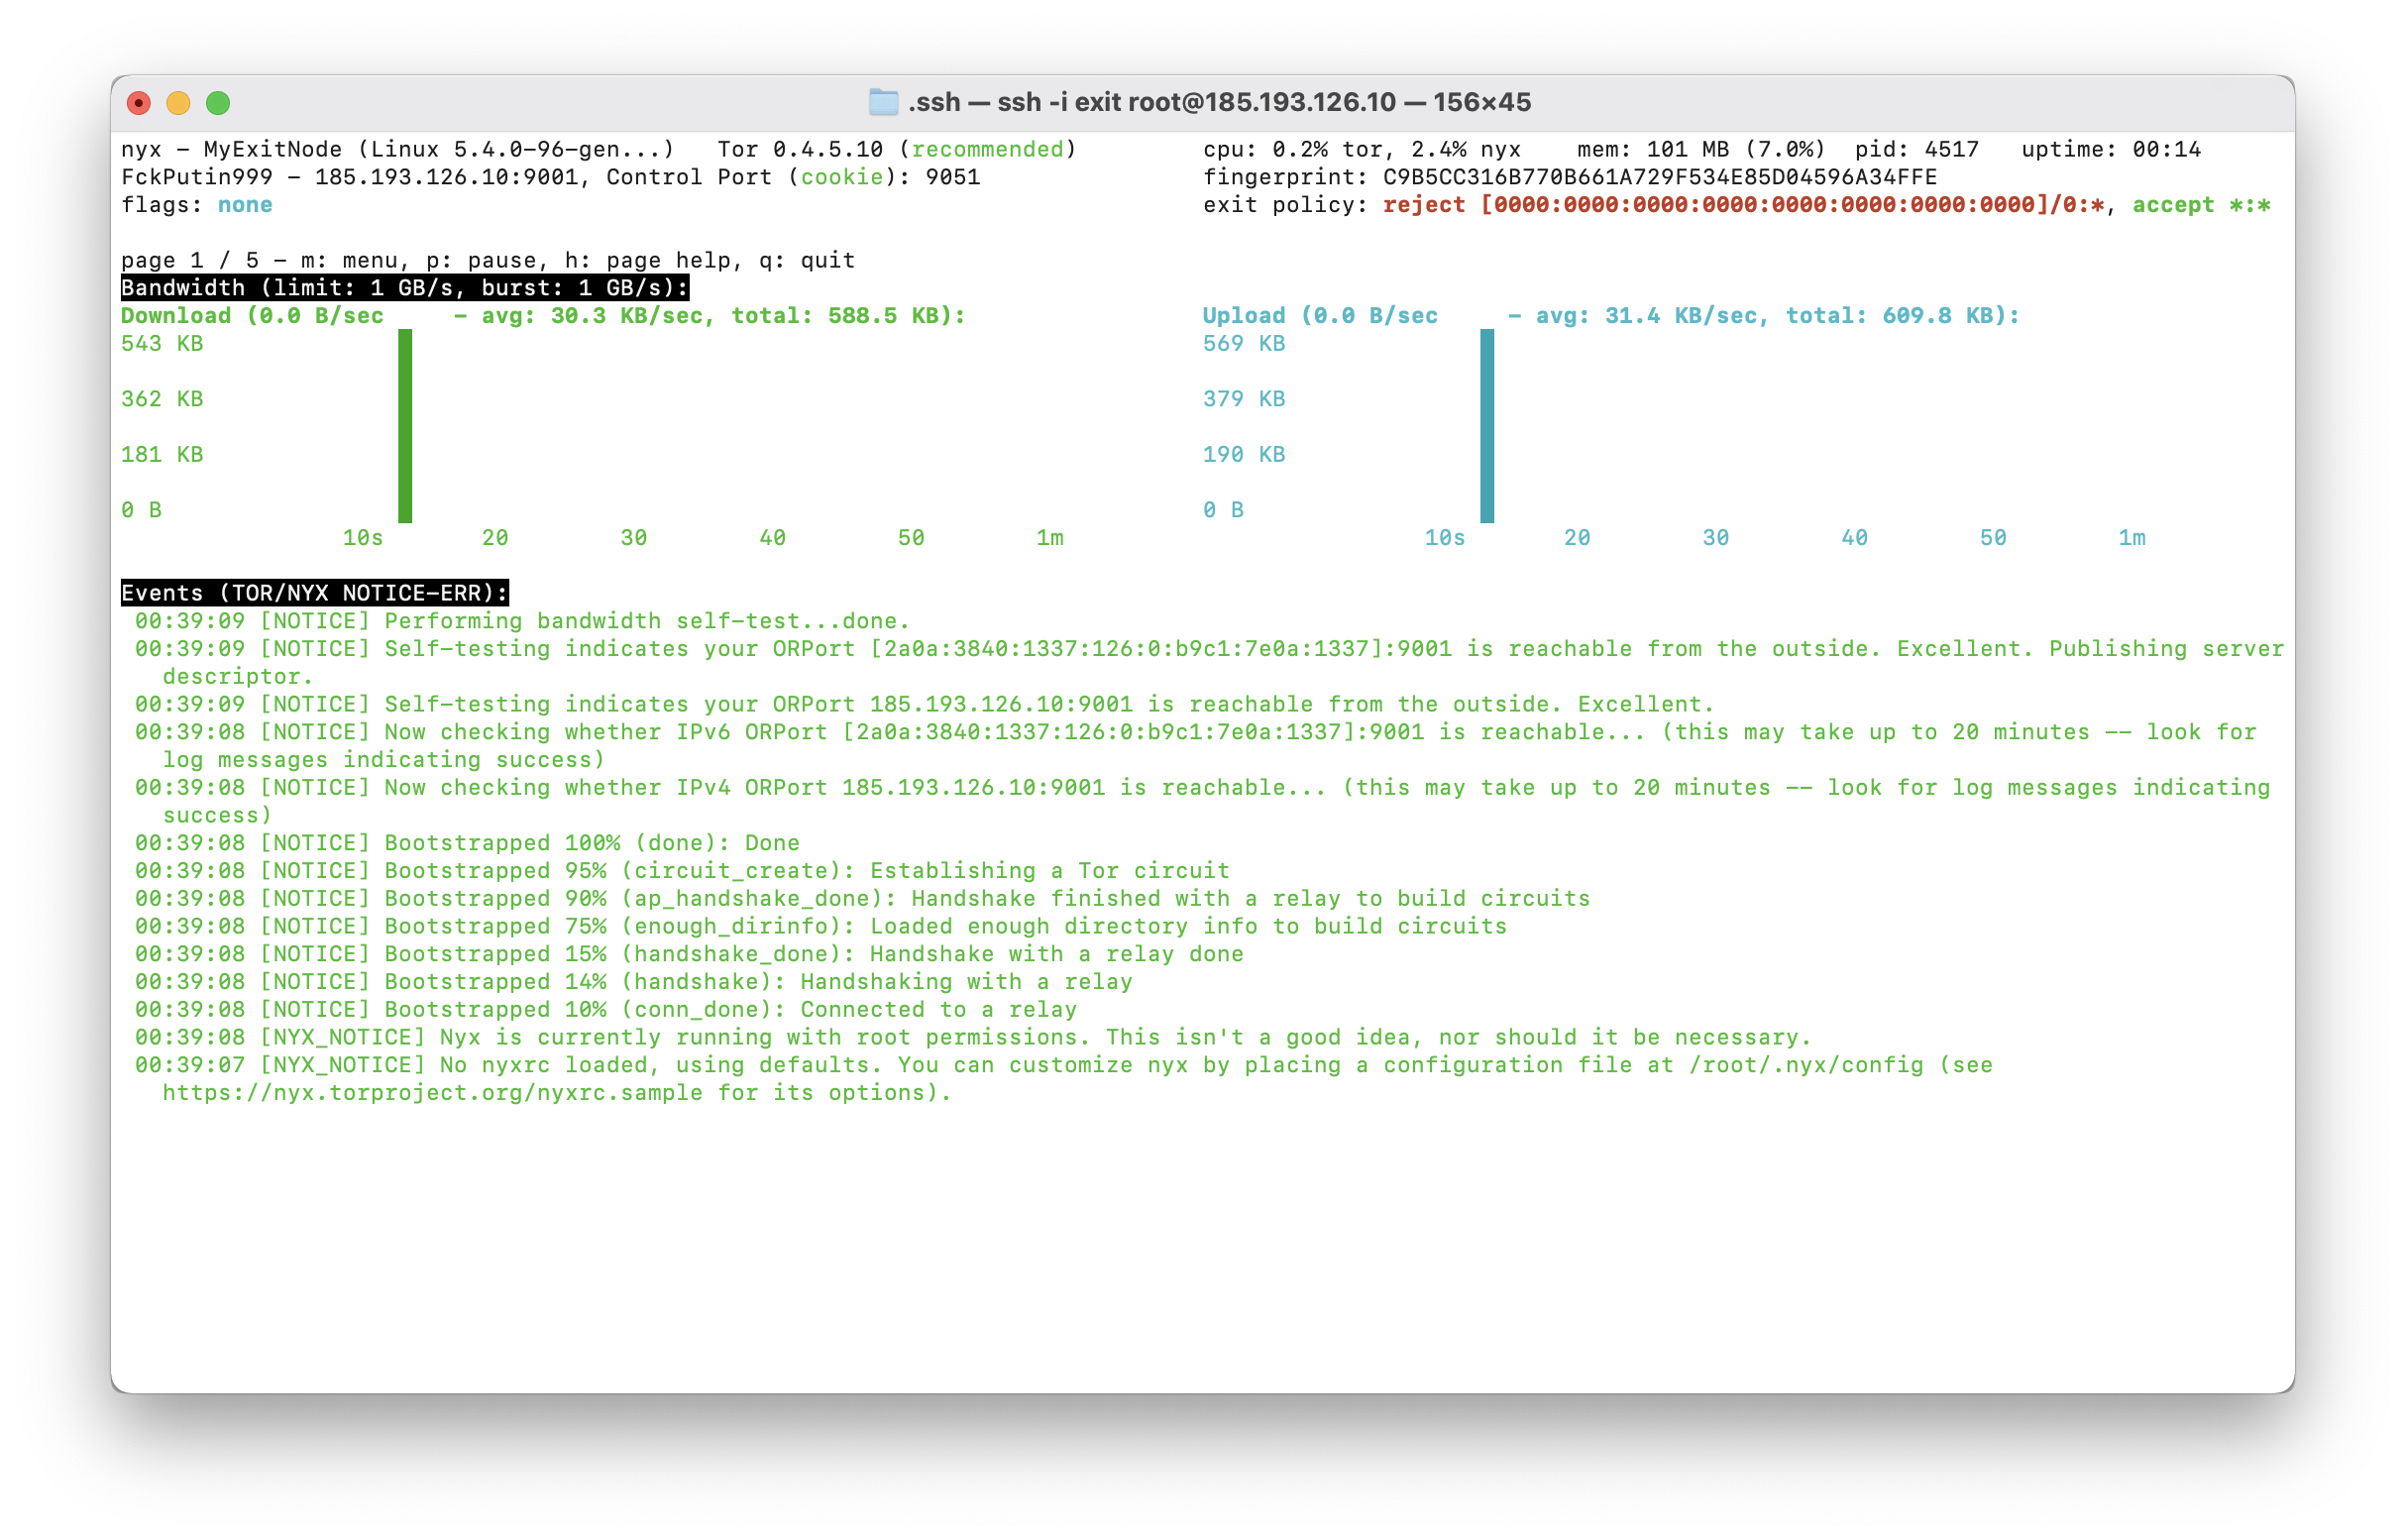 .ssh — ssh -i exit root@185.193.126.10 — 156×45
nyx - MyExitNode (Linux 5.4.0-96-gen...)   Tor 0.4.5.10 (recommended)   cpu: 0.2% tor, 2.4% nyx    mem: 101 MB (7.0%)  pid: 4517   uptime: 00:14
FckPutin999 - 185.193.126.10:9001, Control Port (cookie): 9051   fingerprint: C9B5CC316B770B661A729F534E85D04596A34FFE
flags: none   exit policy: reject [0000:0000:0000:0000:0000:0000:0000:0000]/0:*, accept *:*
page 1 / 5 - m: menu, p: pause, h: page help, q: quit
Bandwidth (limit: 1 GB/s, burst: 1 GB/s):
Download (0.0 B/sec     - avg: 30.3 KB/sec, total: 588.5 KB):   Upload (0.0 B/sec     - avg: 31.4 KB/sec, total: 609.8 KB):
543 KB   569 KB
362 KB   379 KB
181 KB   190 KB
0 B   0 B
10s   20   30   40   50   1m   10s   20   30   40   50   1m
Events (TOR/NYX NOTICE-ERR):
00:39:09 [NOTICE] Performing bandwidth self-test...done.
00:39:09 [NOTICE] Self-testing indicates your ORPort [2a0a:3840:1337:126:0:b9c1:7e0a:1337]:9001 is reachable from the outside. Excellent. Publishing server
descriptor.
00:39:09 [NOTICE] Self-testing indicates your ORPort 185.193.126.10:9001 is reachable from the outside. Excellent.
00:39:08 [NOTICE] Now checking whether IPv6 ORPort [2a0a:3840:1337:126:0:b9c1:7e0a:1337]:9001 is reachable... (this may take up to 20 minutes -- look for
log messages indicating success)
00:39:08 [NOTICE] Now checking whether IPv4 ORPort 185.193.126.10:9001 is reachable... (this may take up to 20 minutes -- look for log messages indicating
success)
00:39:08 [NOTICE] Bootstrapped 100% (done): Done
00:39:08 [NOTICE] Bootstrapped 95% (circuit_create): Establishing a Tor circuit
00:39:08 [NOTICE] Bootstrapped 90% (ap_handshake_done): Handshake finished with a relay to build circuits
00:39:08 [NOTICE] Bootstrapped 75% (enough_dirinfo): Loaded enough directory info to build circuits
00:39:08 [NOTICE] Bootstrapped 15% (handshake_done): Handshake with a relay done
00:39:08 [NOTICE] Bootstrapped 14% (handshake): Handshaking with a relay
00:39:08 [NOTICE] Bootstrapped 10% (conn_done): Connected to a relay
00:39:08 [NYX_NOTICE] Nyx is currently running with root permissions. This isn't a good idea, nor should it be necessary.
00:39:07 [NYX_NOTICE] No nyxrc loaded, using defaults. You can customize nyx by placing a configuration file at /root/.nyx/config (see
https://nyx.torproject.org/nyxrc.sample for its options).